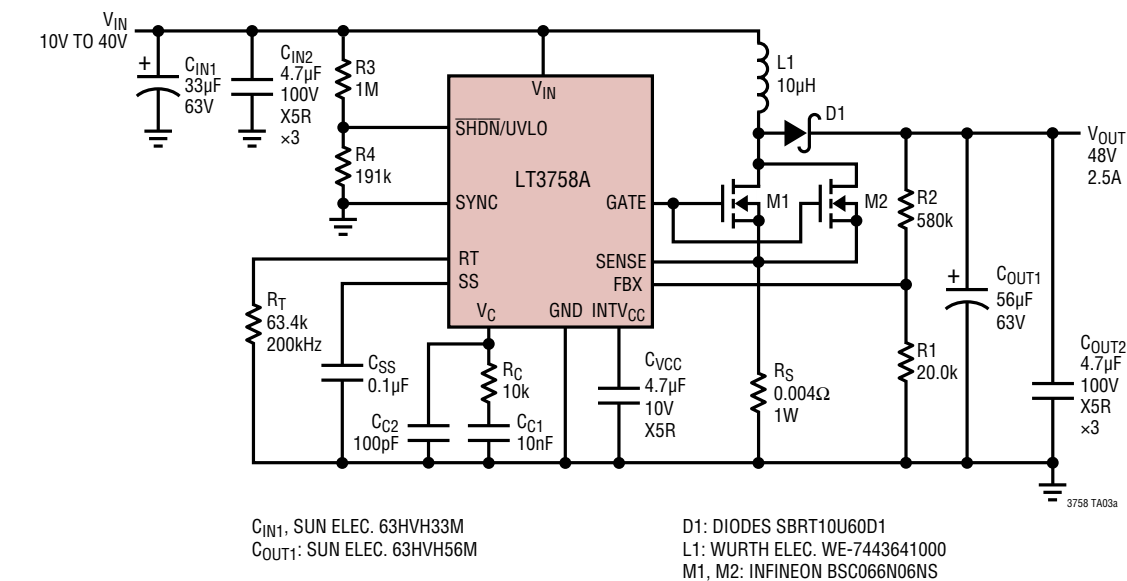 VIN
10V TO 40V
+
CIN1
33µF
63V
CIN2
4.7µF
100V
X5R
×3
R3
1M
R4
191k
VIN
SHDN/UVLO
LT3758A
SYNC
GATE
RT
SENSE
SS
FBX
VC
GND
INTVCC
L1
10µH
D1
VOUT
48V
2.5A
M1
M2
R2
580k
+
COUT1
56µF
63V
RT
63.4k
200kHz
CSS
0.1µF
RC
10k
CC2
100pF
CC1
10nF
CVCC
4.7µF
10V
X5R
RS
0.004Ω
1W
R1
20.0k
COUT2
4.7µF
100V
X5R
×3
3758 TA03a
CIN1, SUN ELEC. 63HVH33M
COUT1: SUN ELEC. 63HVH56M
D1: DIODES SBRT10U60D1
L1: WURTH ELEC. WE-7443641000
M1, M2: INFINEON BSC066N06NS